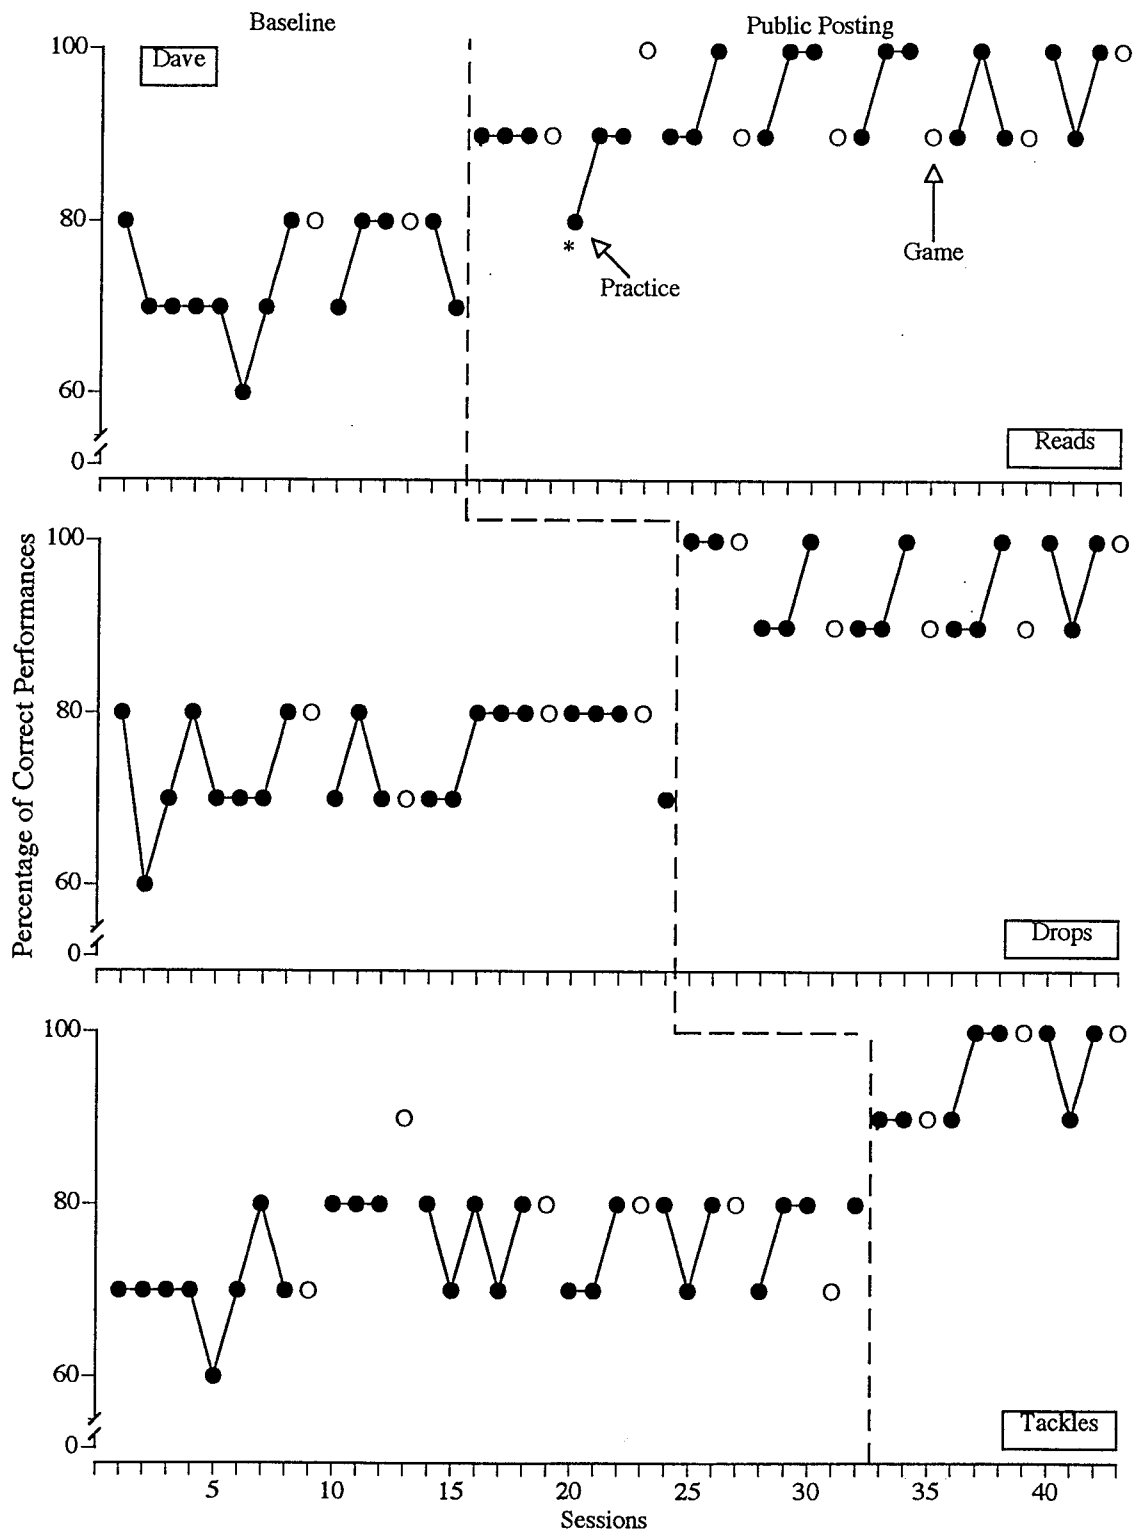 Baseline
Public Posting
Dave
100
80
60
0
*
Practice
Game
Reads
Percentage of Correct Performances
100
80
60
0
Drops
100
80
60
0
Tackles
5 10 15 20 25 30 35 40
Sessions